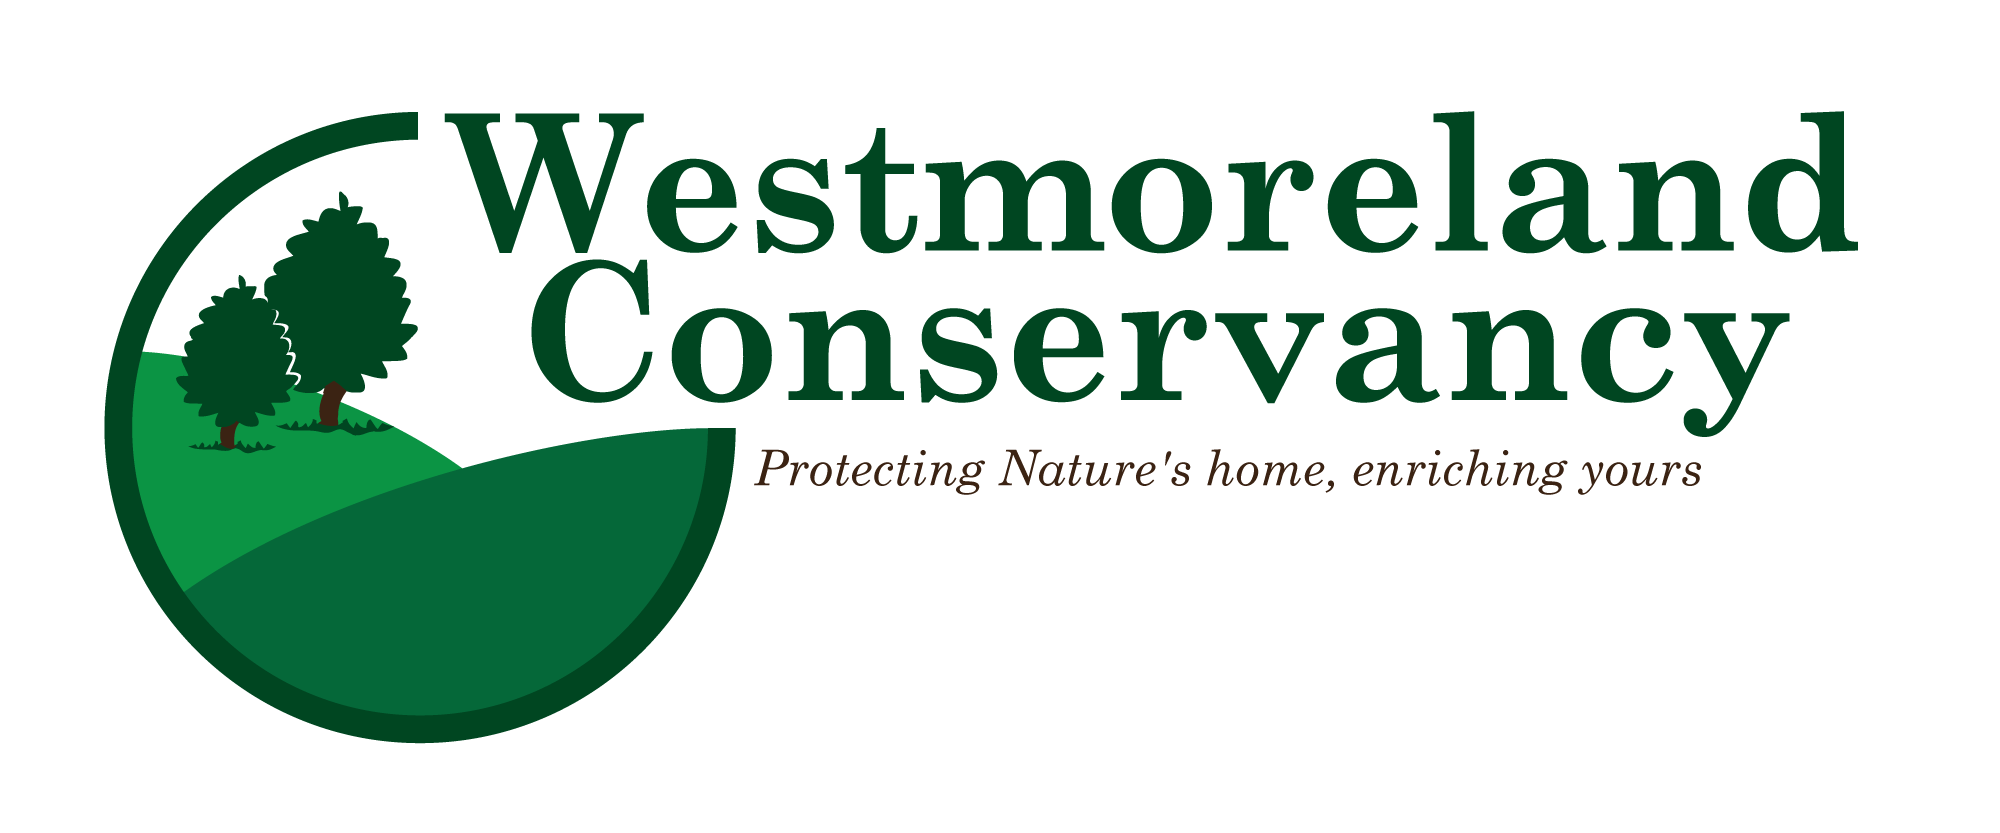 Westmoreland
Conservancy
Protecting Nature's home, enriching yours